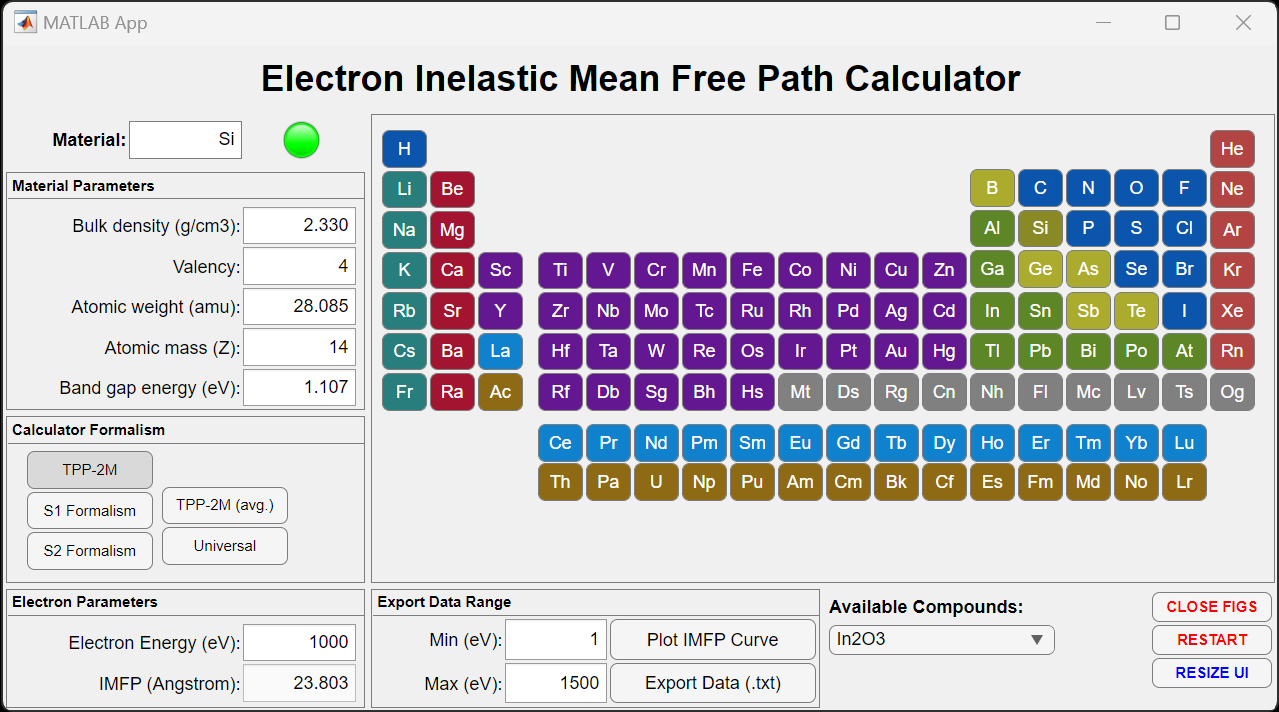 MATLAB App
Electron Inelastic Mean Free Path Calculator
Material: Si
Material Parameters
Bulk density (g/cm3): 2.330
Valency: 4
Atomic weight (amu): 28.085
Atomic mass (Z): 14
Band gap energy (eV): 1.107
Calculator Formalism
TPP-2M
S1 Formalism
S2 Formalism
TPP-2M (avg.)
Universal
Electron Parameters
Electron Energy (eV): 1000
IMFP (Angstrom): 23.803
H He
Li Be B C N O F Ne
Na Mg Al Si P S Cl Ar
K Ca Sc Ti V Cr Mn Fe Co Ni Cu Zn Ga Ge As Se Br Kr
Rb Sr Y Zr Nb Mo Tc Ru Rh Pd Ag Cd In Sn Sb Te I Xe
Cs Ba La Hf Ta W Re Os Ir Pt Au Hg Tl Pb Bi Po At Rn
Fr Ra Ac Rf Db Sg Bh Hs Mt Ds Rg Cn Nh Fl Mc Lv Ts Og
Ce Pr Nd Pm Sm Eu Gd Tb Dy Ho Er Tm Yb Lu
Th Pa U Np Pu Am Cm Bk Cf Es Fm Md No Lr
Export Data Range
Min (eV): 1 Plot IMFP Curve
Max (eV): 1500 Export Data (.txt)
Available Compounds:
In2O3
CLOSE FIGS
RESTART
RESIZE UI